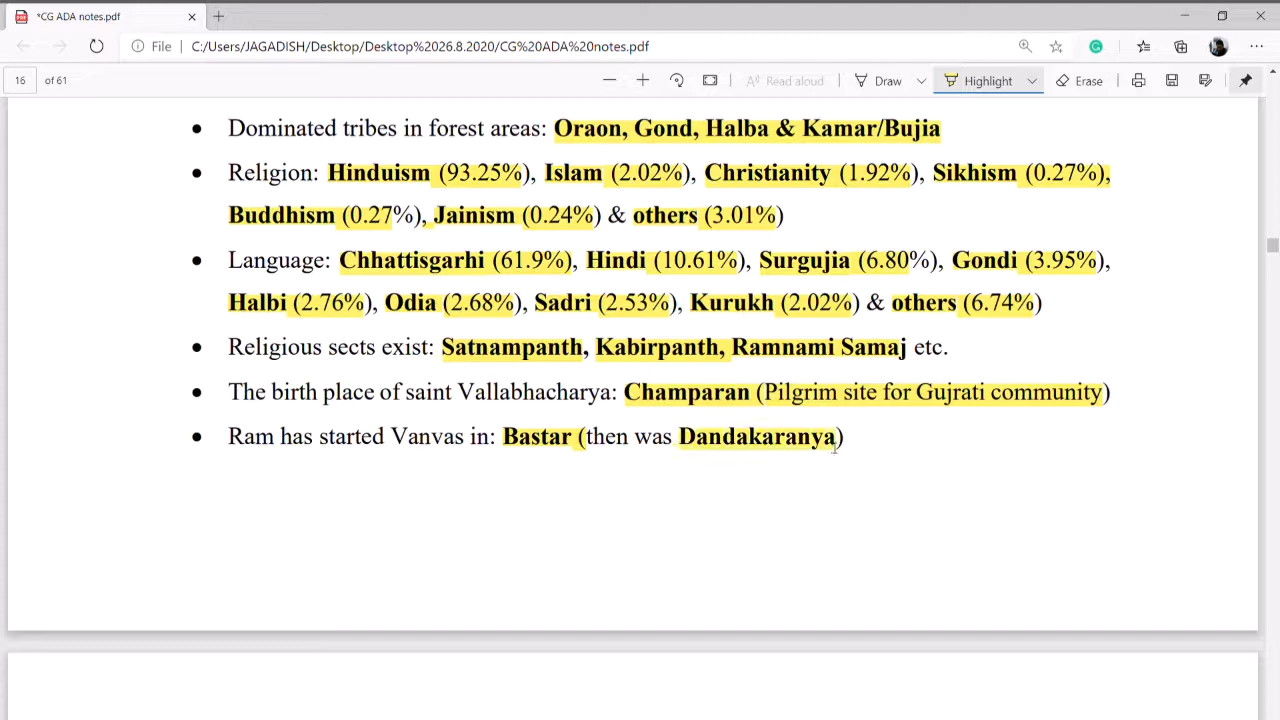 *CG ADA notes.pdf
File | C:/Users/JAGADISH/Desktop/Desktop%2026.8.2020/CG%20ADA%20notes.pdf
16 of 61 Read aloud Draw Highlight Erase
• Dominated tribes in forest areas: Oraon, Gond, Halba & Kamar/Bujia
• Religion: Hinduism (93.25%), Islam (2.02%), Christianity (1.92%), Sikhism (0.27%),
Buddhism (0.27%), Jainism (0.24%) & others (3.01%)
• Language: Chhattisgarhi (61.9%), Hindi (10.61%), Surgujia (6.80%), Gondi (3.95%),
Halbi (2.76%), Odia (2.68%), Sadri (2.53%), Kurukh (2.02%) & others (6.74%)
• Religious sects exist: Satnampanth, Kabirpanth, Ramnami Samaj etc.
• The birth place of saint Vallabhacharya: Champaran (Pilgrim site for Gujrati community)
• Ram has started Vanvas in: Bastar (then was Dandakaranya)